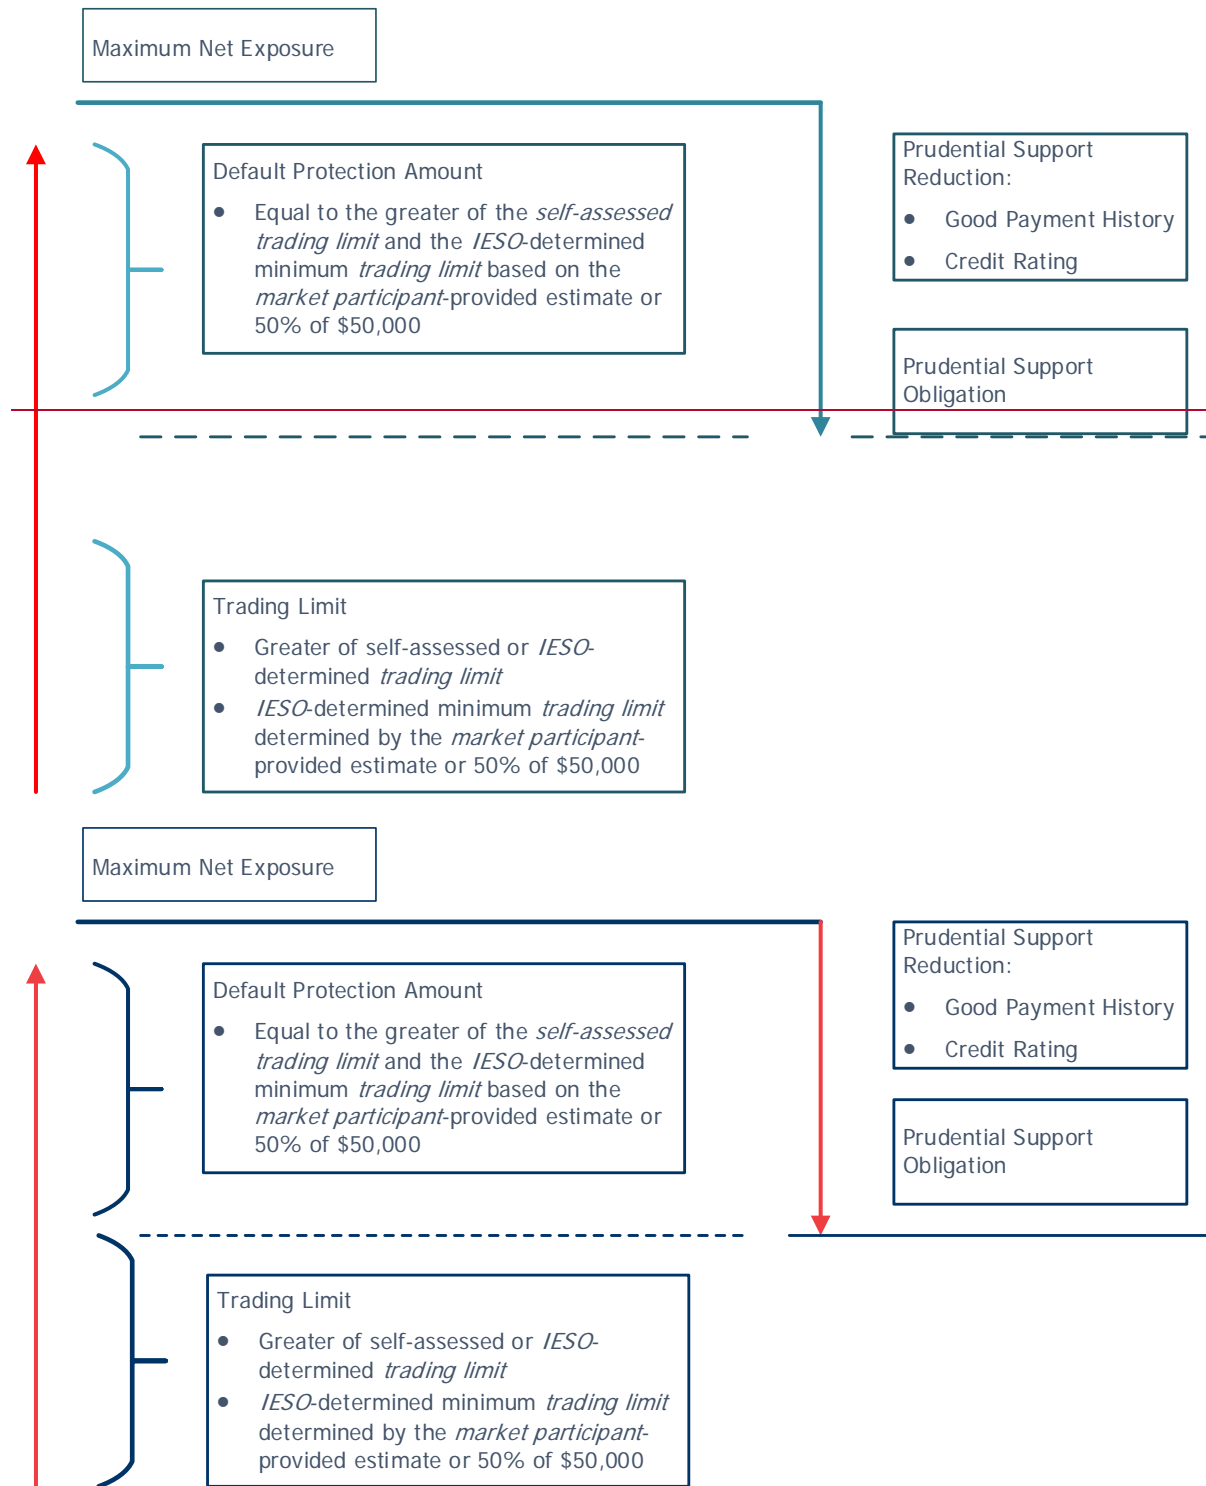 Maximum Net Exposure
Default Protection Amount
• Equal to the greater of the self-assessed
trading limit and the IESO-determined
minimum trading limit based on the
market participant-provided estimate or
50% of $50,000
Prudential Support
Reduction:
• Good Payment History
• Credit Rating
Prudential Support
Obligation
Trading Limit
• Greater of self-assessed or IESO-
determined trading limit
• IESO-determined minimum trading limit
determined by the market participant-
provided estimate or 50% of $50,000
Maximum Net Exposure
Default Protection Amount
• Equal to the greater of the self-assessed
trading limit and the IESO-determined
minimum trading limit based on the
market participant-provided estimate or
50% of $50,000
Prudential Support
Reduction:
• Good Payment History
• Credit Rating
Prudential Support
Obligation
Trading Limit
• Greater of self-assessed or IESO-
determined trading limit
• IESO-determined minimum trading limit
determined by the market participant-
provided estimate or 50% of $50,000